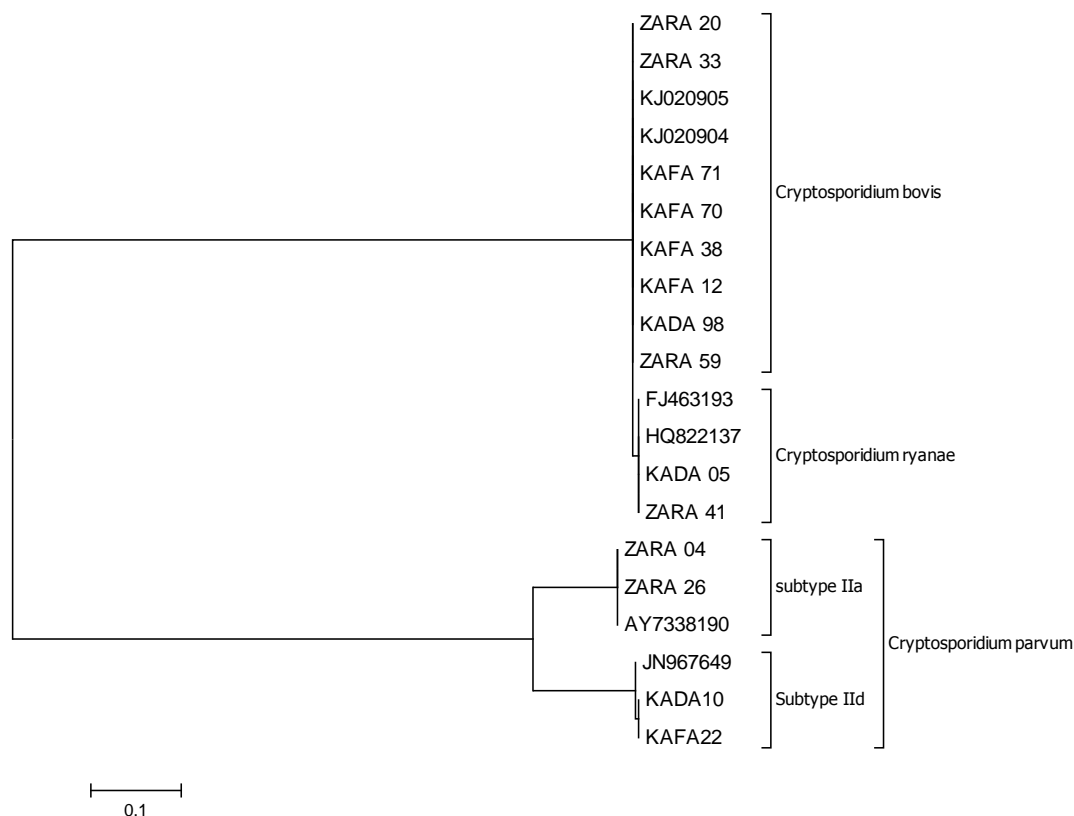 ZARA 20
ZARA 33
KJ020905
KJ020904
KAFA 71
KAFA 70
KAFA 38
KAFA 12
KADA 98
ZARA 59
Cryptosporidium bovis
FJ463193
HQ822137
KADA 05
ZARA 41
Cryptosporidium ryanae
ZARA 04
ZARA 26
AY7338190
subtype IIa
JN967649
KADA10
KAFA22
Subtype IId
Cryptosporidium parvum
0.1